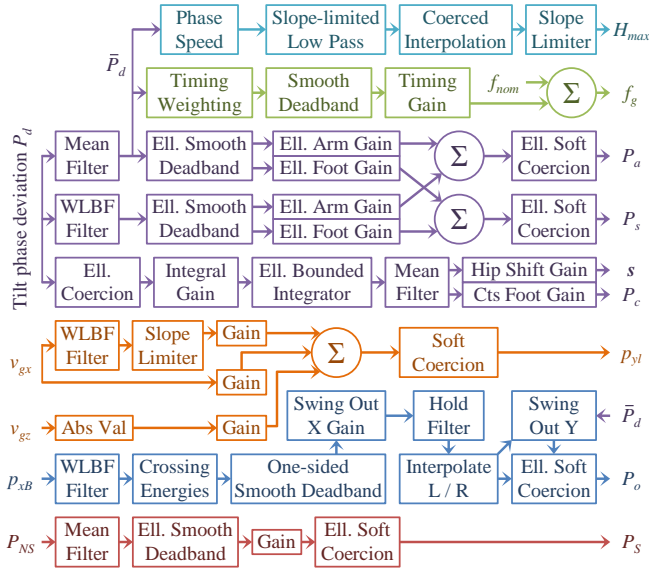 Phase
Speed
Slope-limited
Low Pass
Coerced
Interpolation
Slope
Limiter
H_max
P̄_d
Timing
Weighting
Smooth
Deadband
Timing
Gain
f_nom
Σ
f_g
Tilt phase deviation P_d
Mean
Filter
Ell. Smooth
Deadband
Ell. Arm Gain
Ell. Foot Gain
Σ
Ell. Soft
Coercion
P_a
WLBF
Filter
Ell. Smooth
Deadband
Ell. Arm Gain
Ell. Foot Gain
Σ
Ell. Soft
Coercion
P_s
Ell.
Coercion
Integral
Gain
Ell. Bounded
Integrator
Mean
Filter
Hip Shift Gain
s
Cts Foot Gain
P_c
v_gx
WLBF
Filter
Slope
Limiter
Gain
Gain
Σ
Soft
Coercion
p_yl
v_gz
Abs Val
Gain
Swing Out
X Gain
Hold
Filter
Swing
Out Y
P̄_d
p_xB
WLBF
Filter
Crossing
Energies
One-sided
Smooth Deadband
Interpolate
L / R
Ell. Soft
Coercion
P_o
P_NS
Mean
Filter
Ell. Smooth
Deadband
Gain
Ell. Soft
Coercion
P_S